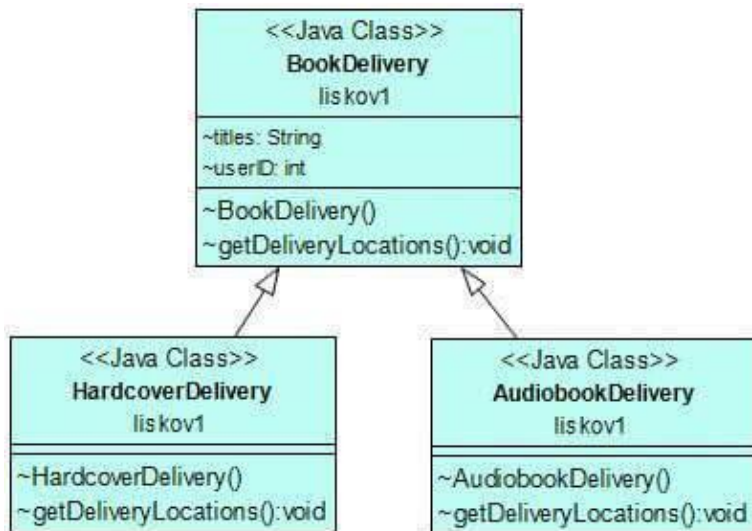 <<Java Class>>
BookDelivery
liskov1
~titles: String
~userID: int
~BookDelivery()
~getDeliveryLocations():void
<<Java Class>>
HardcoverDelivery
liskov1
~HardcoverDelivery()
~getDeliveryLocations():void
<<Java Class>>
AudiobookDelivery
liskov1
~AudiobookDelivery()
~getDeliveryLocations():void